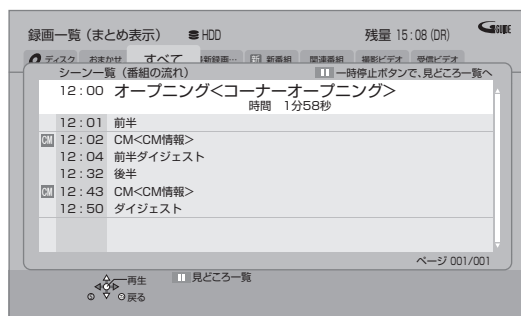 録画一覧(まとめ表示) HDD 残量 15:08 (DR) GGUIDE
ディスク おまかせ すべて 最新録画… 新番組 関連番組 撮影ビデオ 受信ビデオ
シーン一覧(番組の流れ) 一時停止ボタンで、見どころ一覧へ
12:00 オープニング<コーナーオープニング>
時間 1分58秒
12:01 前半
CM 12:02 CM<CM情報>
12:04 前半ダイジェスト
12:32 後半
CM 12:43 CM<CM情報>
12:50 ダイジェスト
ページ 001/001
再生 見どころ一覧
戻る